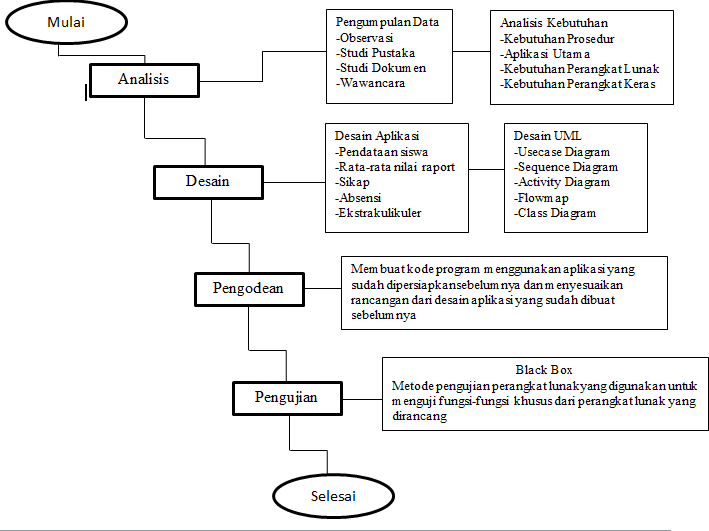 Mulai
Pengumpulan Data
-Observasi
-Studi Pustaka
-Studi Dokumen
-Wawancara
Analisis Kebutuhan
-Kebutuhan Prosedur
-Aplikasi Utama
-Kebutuhan Perangkat Lunak
-Kebutuhan Perangkat Keras
Analisis
Desain Aplikasi
-Pendataan siswa
-Rata-rata nilai raport
-Sikap
-Absensi
-Ekstrakulikuler
Desain UML
-Usecase Diagram
-Sequence Diagram
-Activity Diagram
-Flowmap
-Class Diagram
Desain
Pengodean
Membuat kode program menggunakan aplikasi yang
sudah dipersiapkansebelumnya dan menyesuaikan
rancangan dari desain aplikasi yang sudah dibuat
sebelumnya
Pengujian
Black Box
Metode pengujian perangkat lunakyang digunakan untuk
menguji fungsi-fungsi khusus dari perangkat lunak yang
dirancang
Selesai